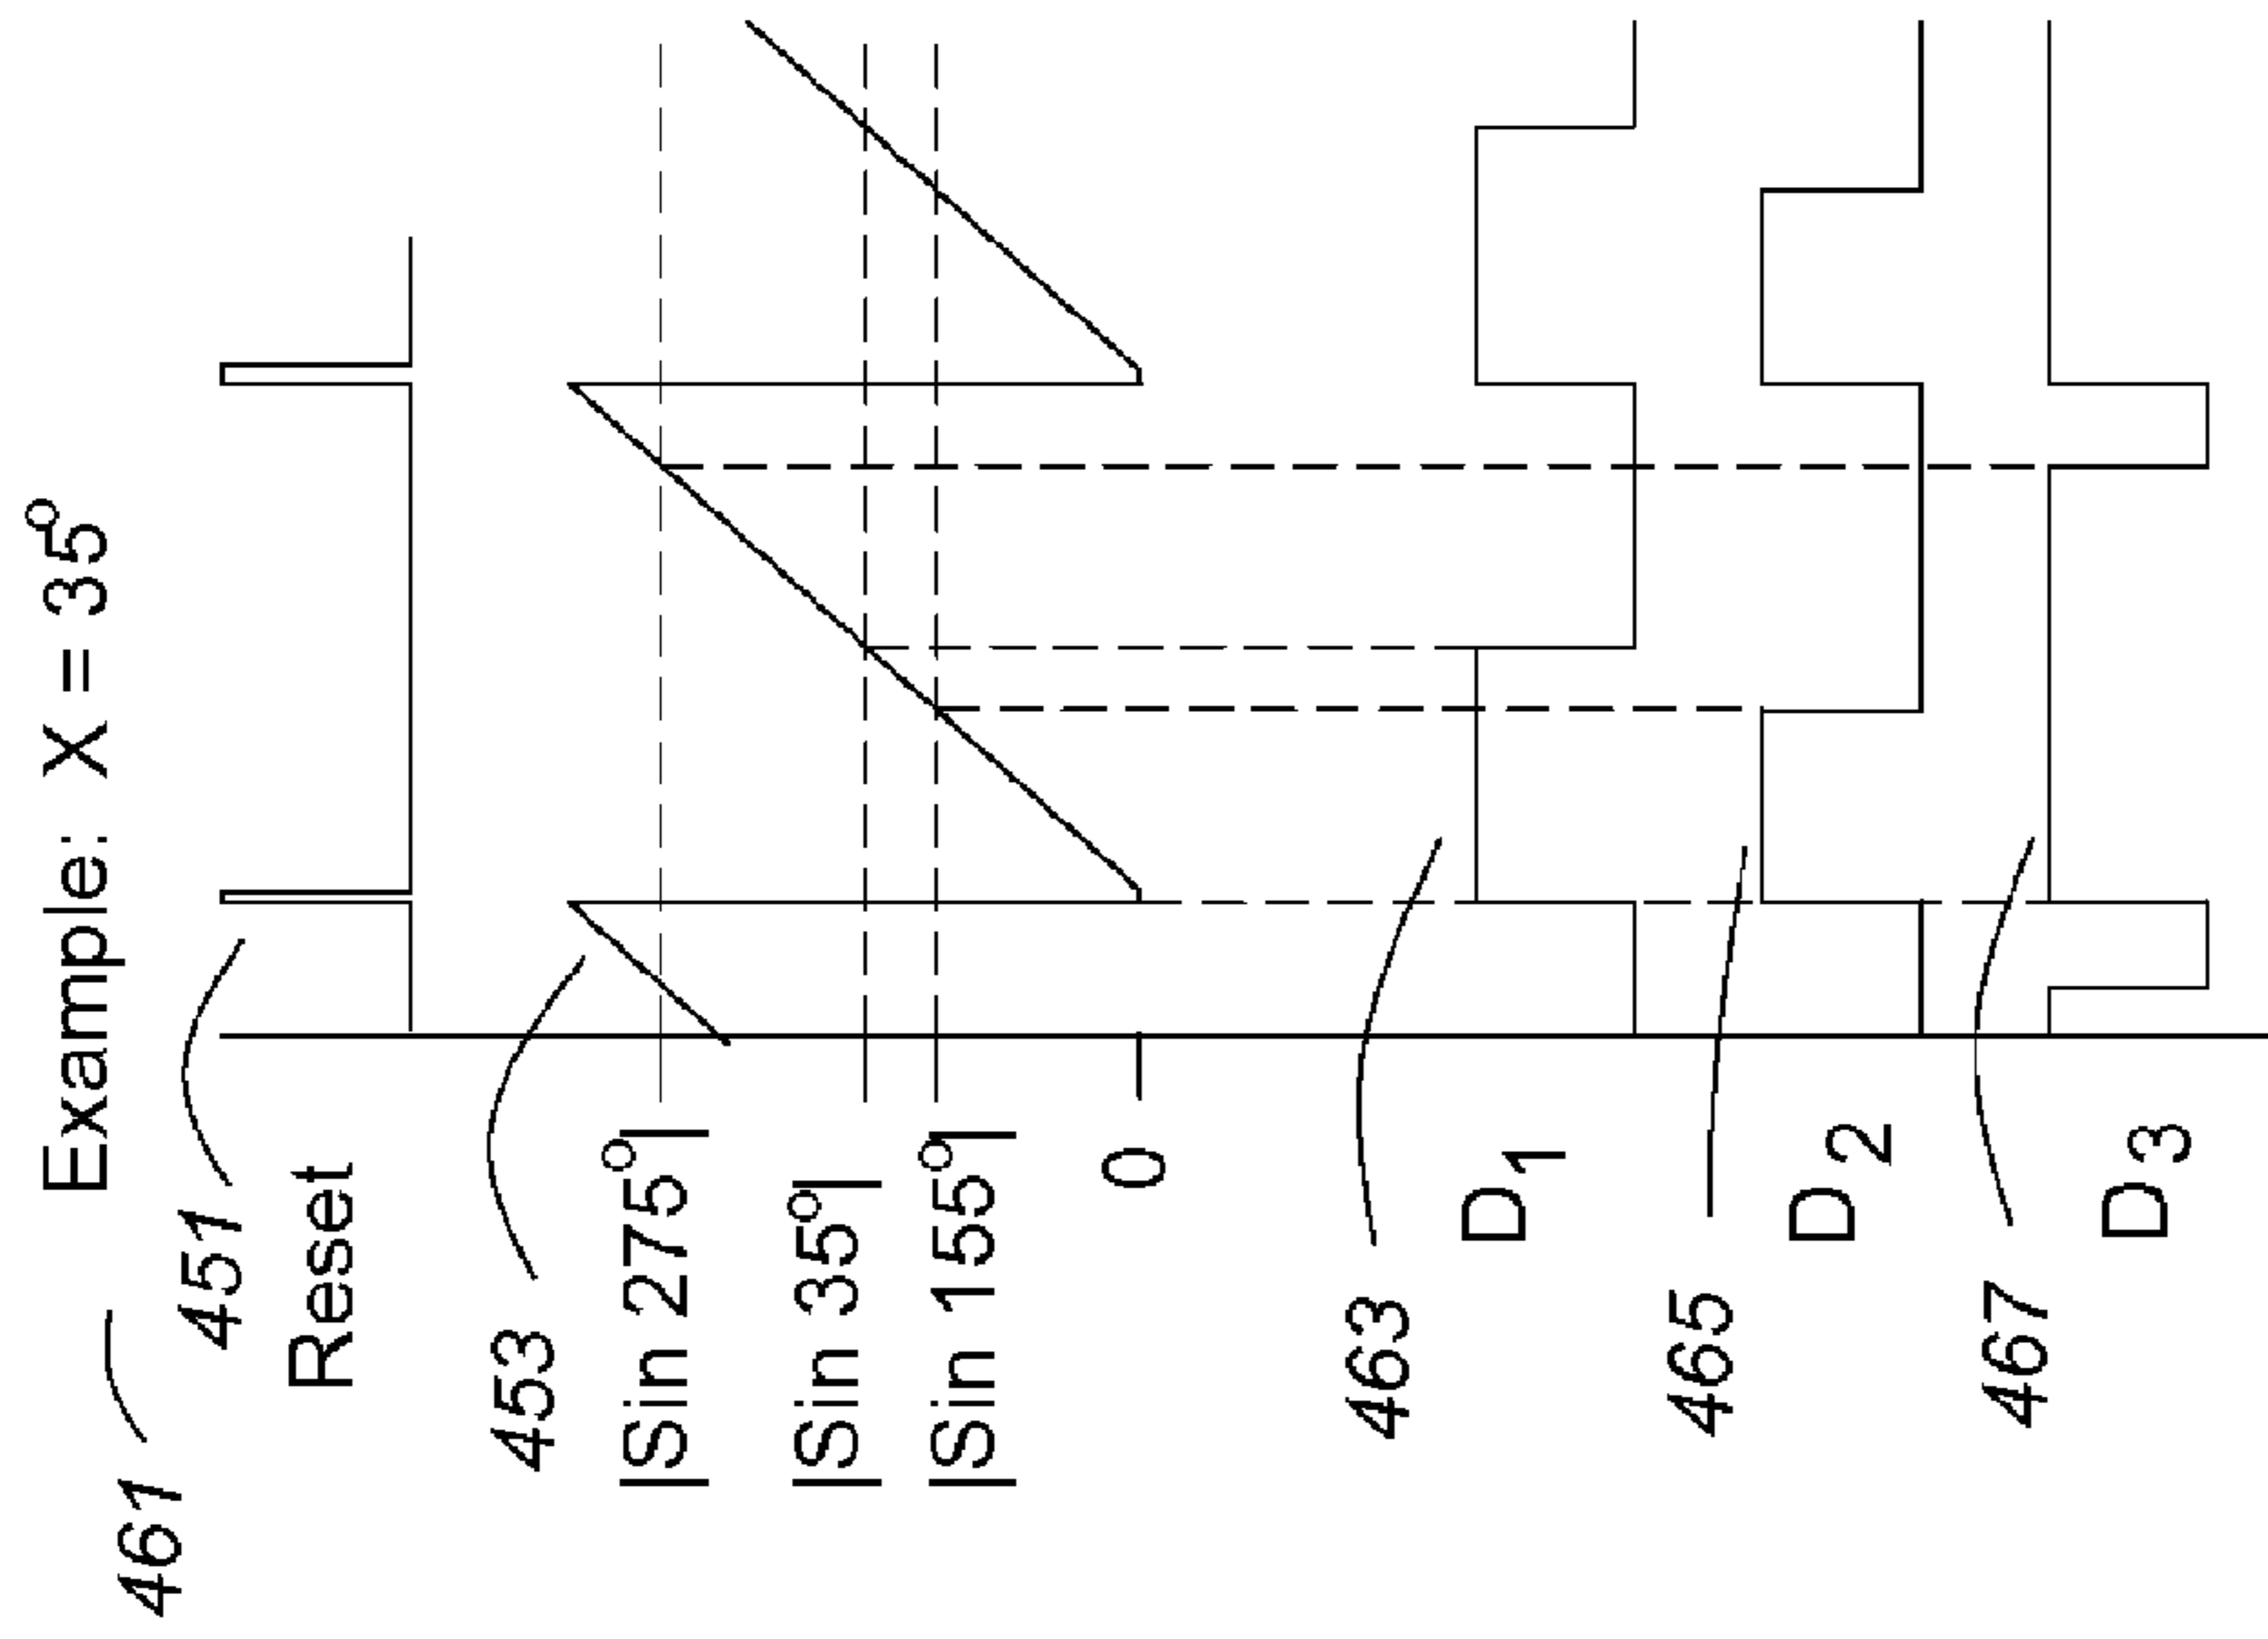 Example: X = 35°
461
451
Reset
453
|Sin 275°|
|Sin 35°|
|Sin 155°|
0
463
D1
465
D2
467
D3